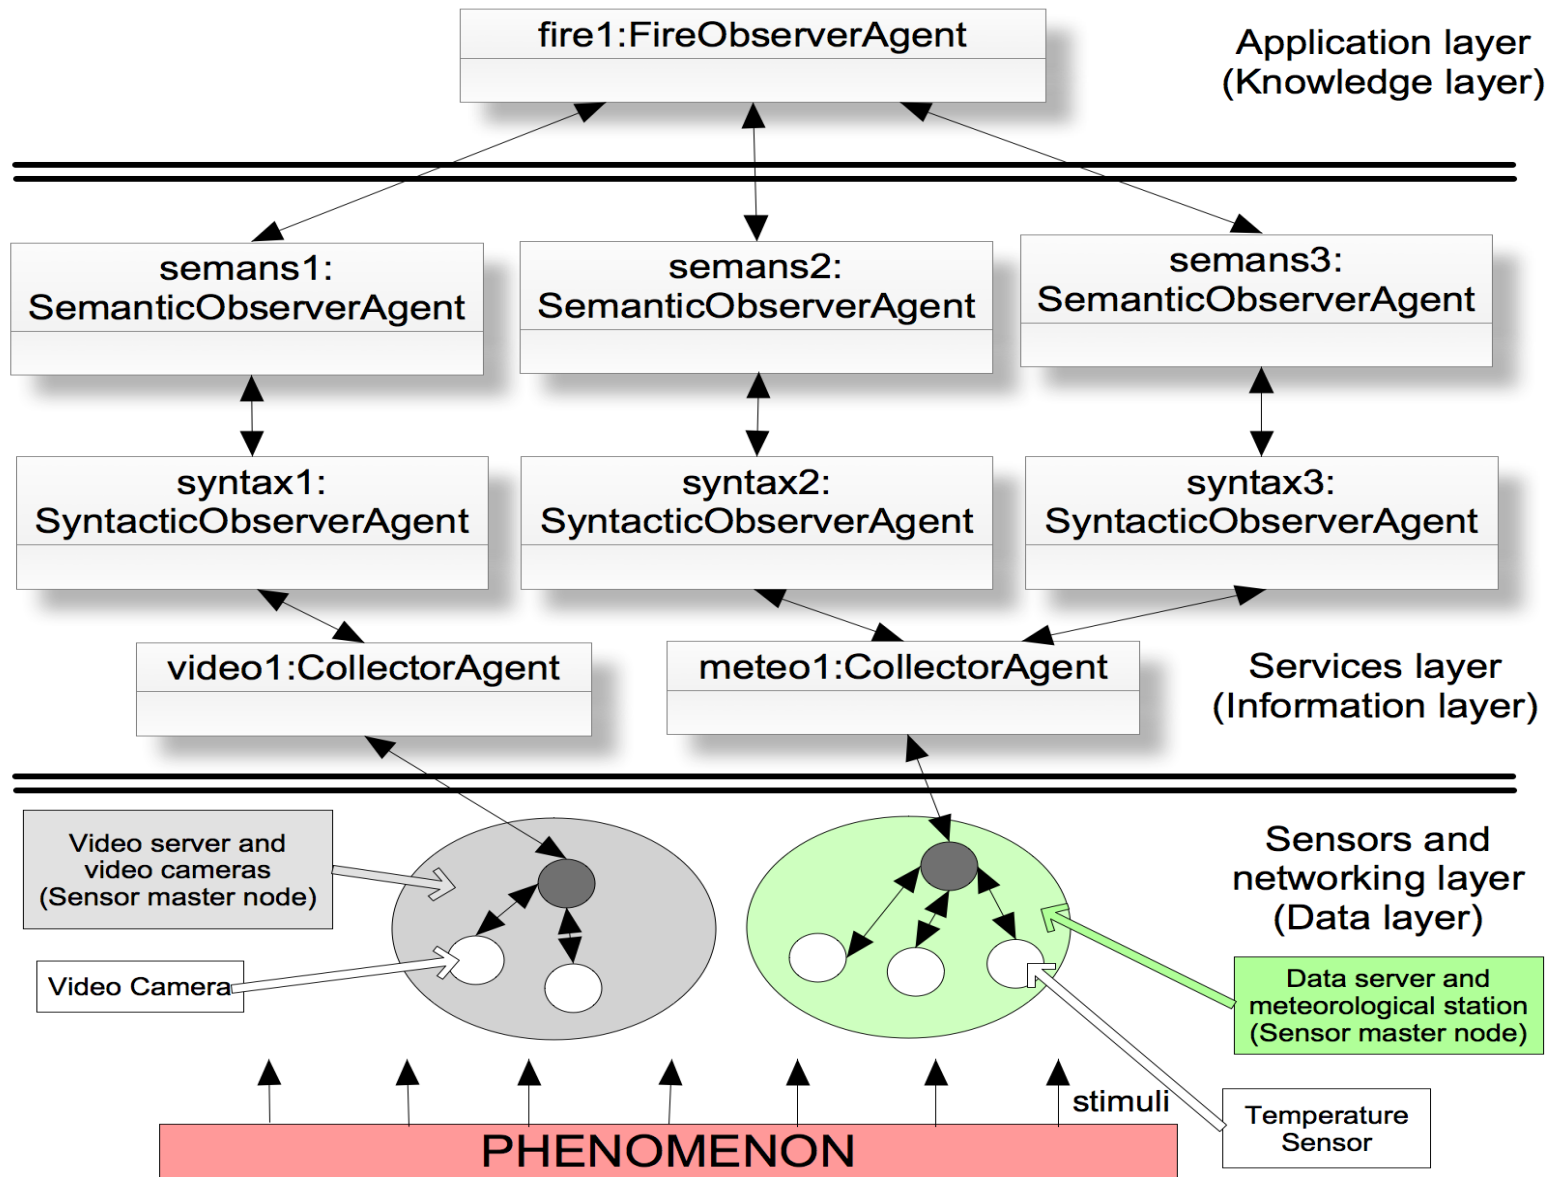 fire1:FireObserverAgent
Application layer
(Knowledge layer)
semans1:
SemanticObserverAgent
semans2:
SemanticObserverAgent
semans3:
SemanticObserverAgent
syntax1:
SyntacticObserverAgent
syntax2:
SyntacticObserverAgent
syntax3:
SyntacticObserverAgent
video1:CollectorAgent
meteo1:CollectorAgent
Services layer
(Information layer)
Video server and
video cameras
(Sensor master node)
Sensors and
networking layer
(Data layer)
Video Camera
Data server and
meteorological station
(Sensor master node)
stimuli
Temperature
Sensor
PHENOMENON